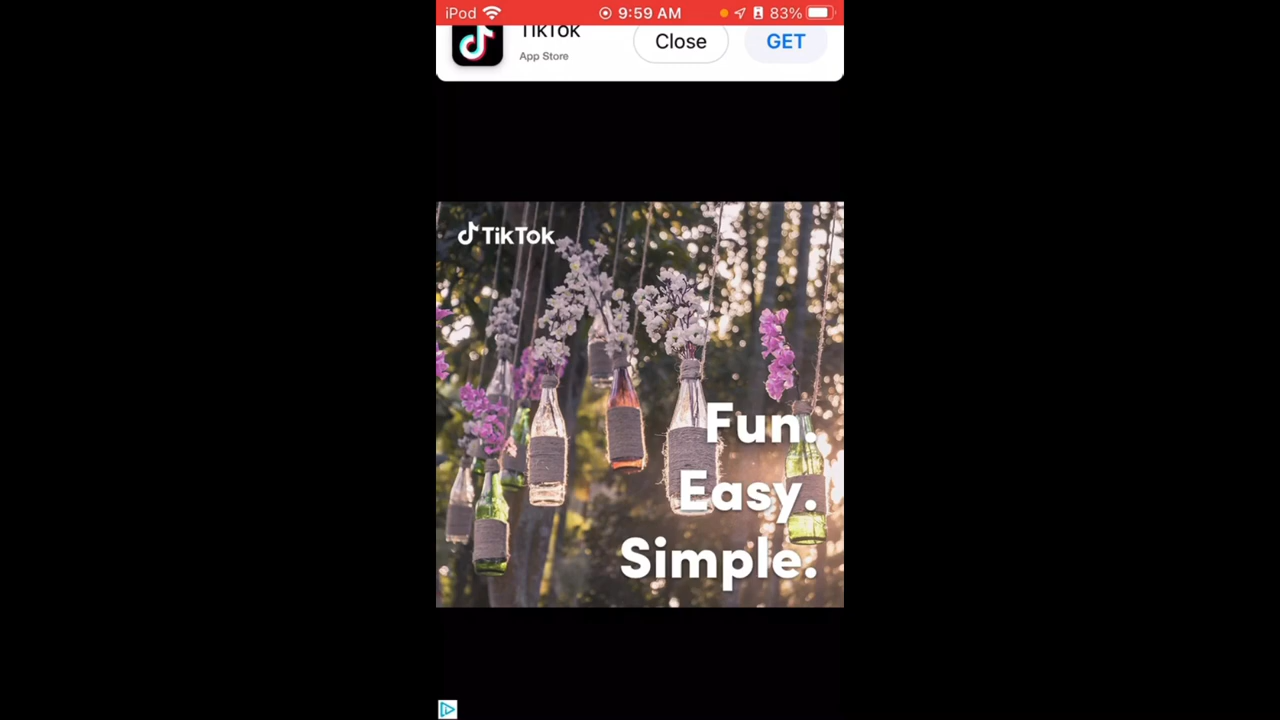 iPod 9:59 AM 83%
TikTok
App Store
Close
GET
TikTok
Fun.
Easy.
Simple.